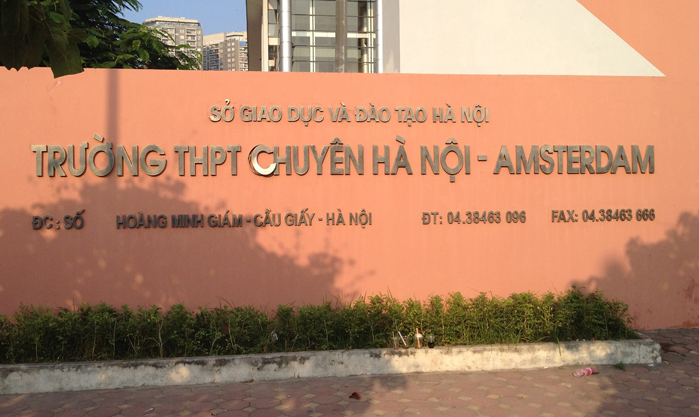 SỞ GIAO DỤC VÀ ĐÀO TẠO HÀ NỘI
TRƯỜNG THPT CHUYÊN HÀ NỘI - AMSTERDAM
ĐC : SỐ HOÀNG MINH GIÁM - CẦU GIẤY - HÀ NỘI ĐT: 04.38463 096 FAX: 04.38463 666